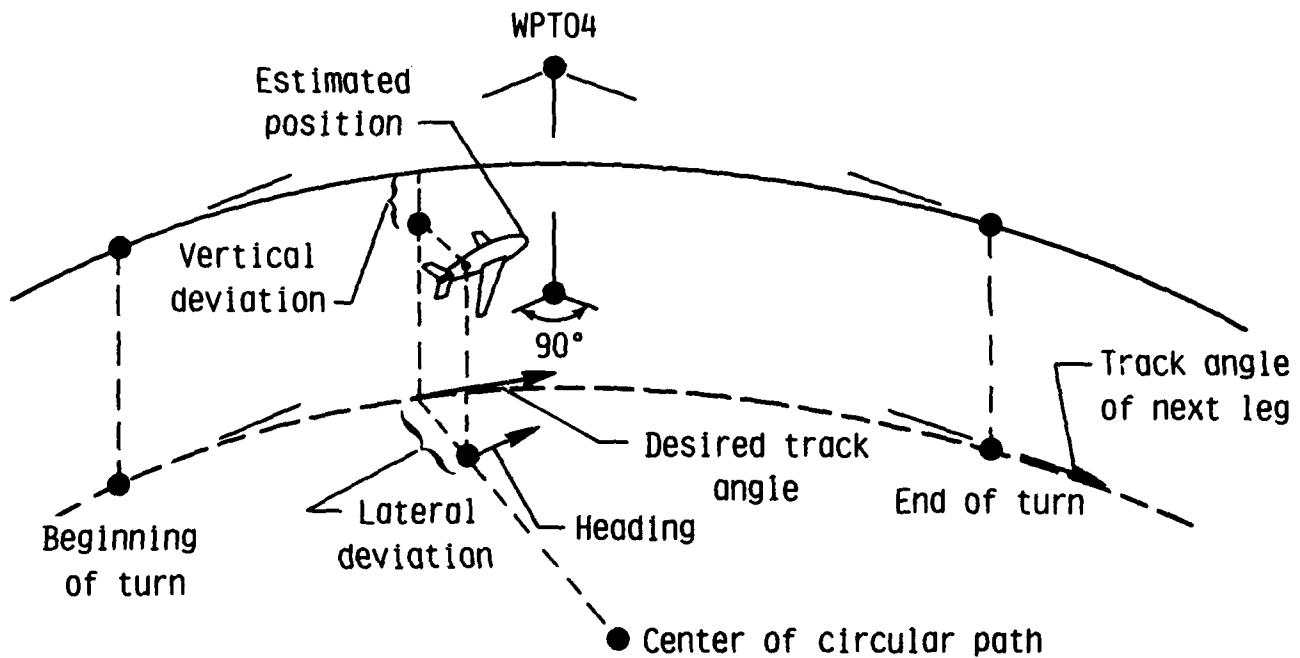 WPT04
Estimated
position
Vertical
deviation
90°
Track angle
of next leg
Desired track
angle
End of turn
Lateral
deviation
Heading
Beginning
of turn
Center of circular path